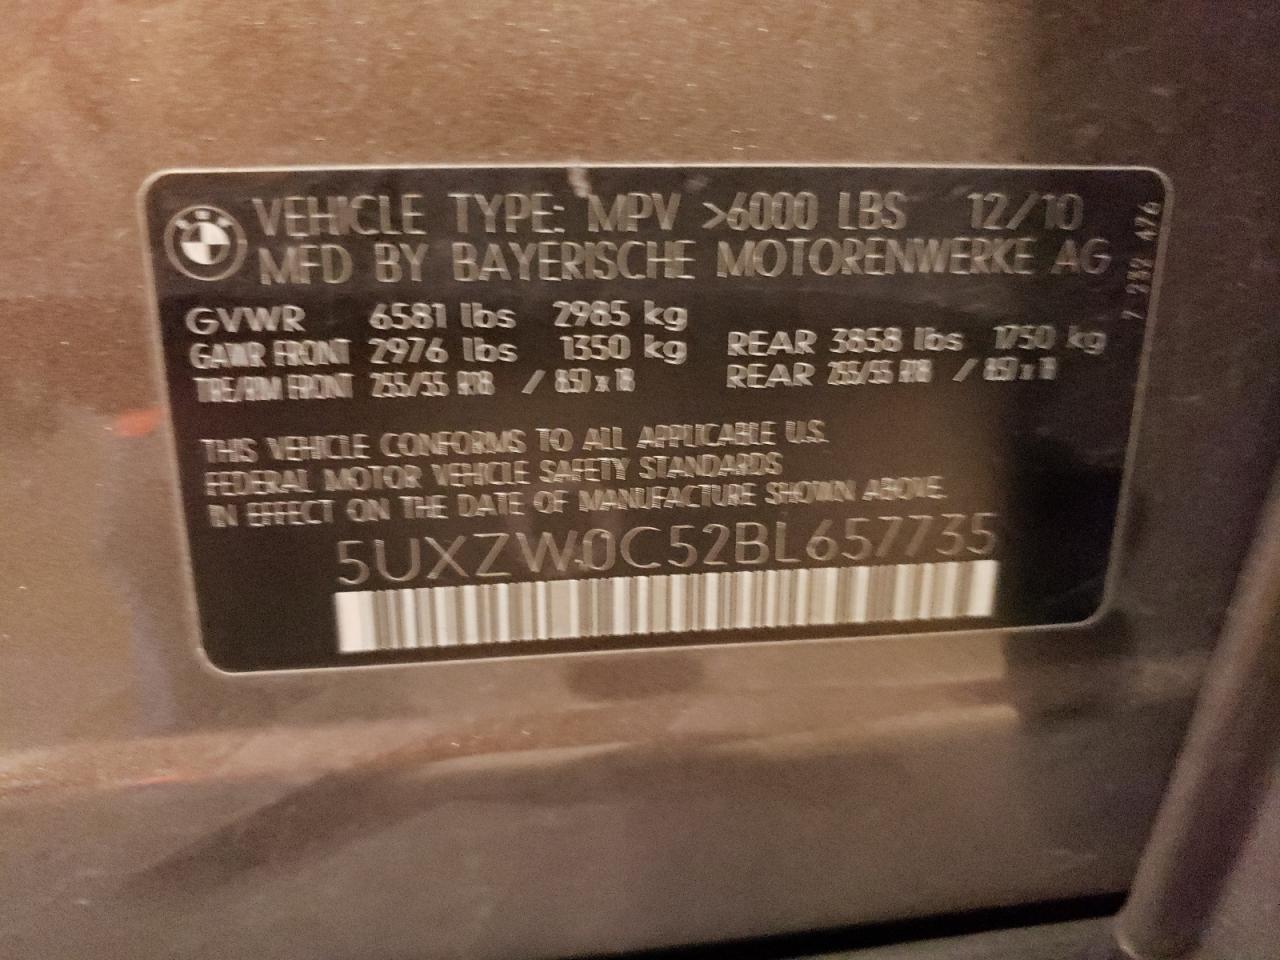 VEHICLE TYPE: MPV >6000 LBS 12/10
MFD BY BAYERISCHE MOTORENWERKE AG
7 282 476
GVWR 6581 lbs 2985 kg
GAWR FRONT 2976 lbs 1350 kg REAR 3858 lbs 1750 kg
TIRE/RIM FRONT 255/55 R18 / 8.5J x 18 REAR 255/55 R18 / 8.5J x 18
THIS VEHICLE CONFORMS TO ALL APPLICABLE U.S.
FEDERAL MOTOR VEHICLE SAFETY STANDARDS
IN EFFECT ON THE DATE OF MANUFACTURE SHOWN ABOVE.
5UXZW0C52BL657735